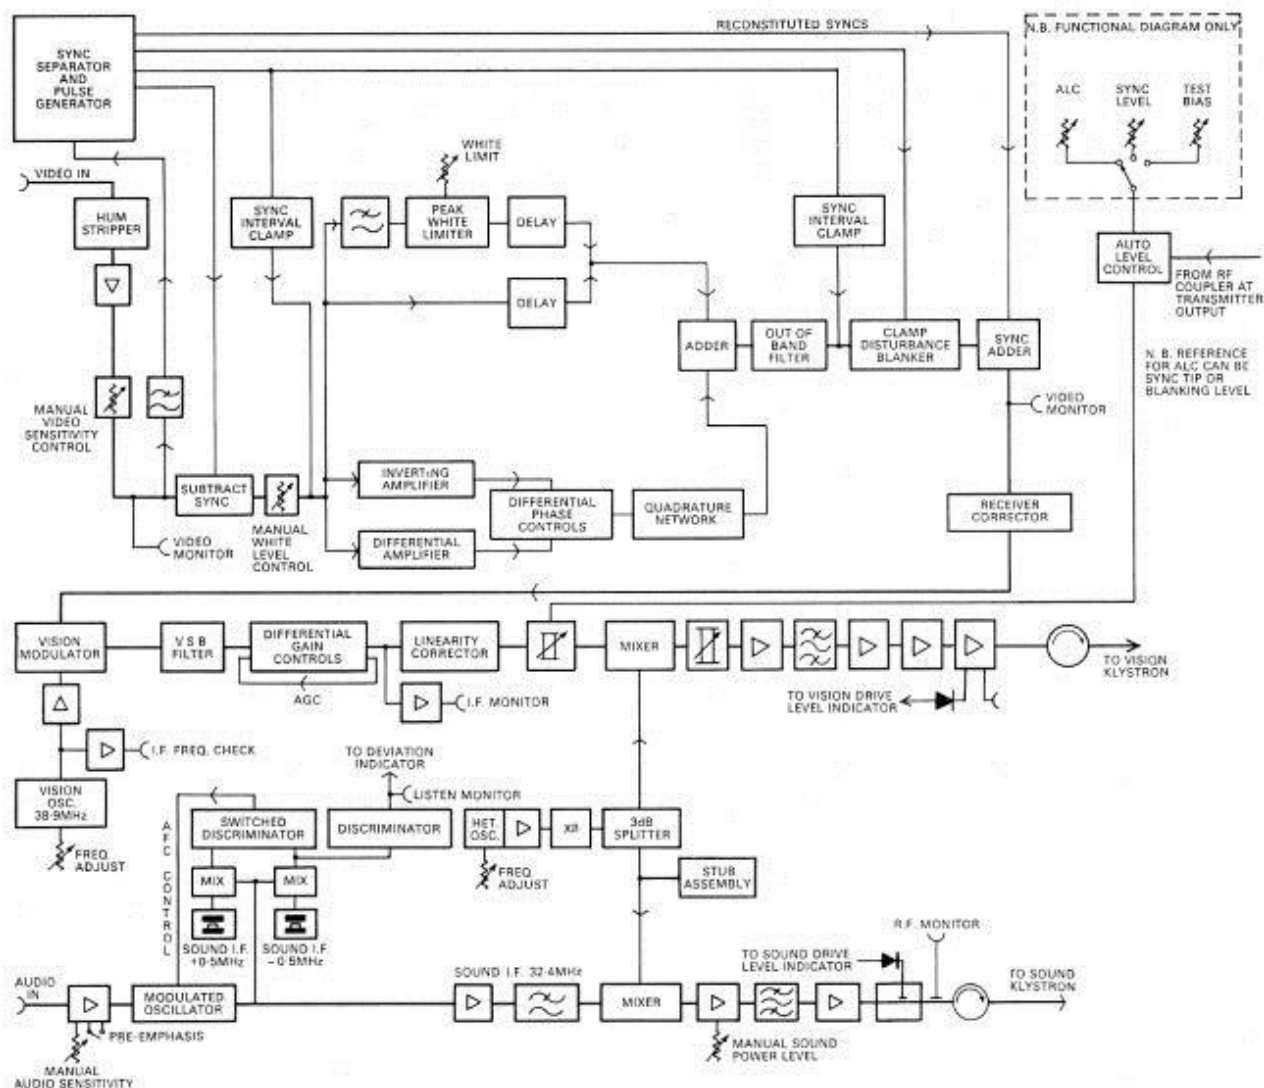 RECONSTITUTED SYNCS
N.B. FUNCTIONAL DIAGRAM ONLY
SYNC
SEPARATOR
AND
PULSE
GENERATOR
ALC
SYNC
LEVEL
TEST
BIAS
VIDEO IN
HUM
STRIPPER
SYNC
INTERVAL
CLAMP
WHITE
LIMIT
PEAK
WHITE
LIMITER
DELAY
DELAY
SYNC
INTERVAL
CLAMP
AUTO
LEVEL
CONTROL
FROM RF
COUPLER AT
TRANSMITTER
OUTPUT
ADDER
OUT OF
BAND
FILTER
CLAMP
DISTURBANCE
BLANKER
SYNC
ADDER
N. B. REFERENCE
FOR ALC CAN BE
SYNC TIP OR
BLANKING LEVEL
VIDEO
MONITOR
MANUAL
VIDEO
SENSITIVITY
CONTROL
SUBTRACT
SYNC
VIDEO
MONITOR
MANUAL
WHITE
LEVEL
CONTROL
INVERTING
AMPLIFIER
DIFFERENTIAL
AMPLIFIER
DIFFERENTIAL
PHASE
CONTROLS
QUADRATURE
NETWORK
RECEIVER
CORRECTOR
VISION
MODULATOR
V S B
FILTER
DIFFERENTIAL
GAIN
CONTROLS
AGC
LINEARITY
CORRECTOR
MIXER
TO VISION
KLYSTRON
I.F. MONITOR
TO VISION DRIVE
LEVEL INDICATOR
I.F. FREQ. CHECK
VISION
OSC.
38·9MHz
FREQ.
ADJUST
TO DEVIATION
INDICATOR
LISTEN MONITOR
AFC CONTROL
SWITCHED
DISCRIMINATOR
DISCRIMINATOR
HET.
OSC.
FREQ.
ADJUST
3dB
SPLITTER
STUB
ASSEMBLY
MIX
MIX
SOUND I.F.
+0·5MHz
SOUND I.F.
-0·5MHz
R.F. MONITOR
TO SOUND DRIVE
LEVEL INDICATOR
AUDIO
IN
MODULATED
OSCILLATOR
SOUND I.F. 32·4MHz
MIXER
TO SOUND
KLYSTRON
PRE-EMPHASIS
MANUAL
AUDIO SENSITIVITY
MANUAL SOUND
POWER LEVEL